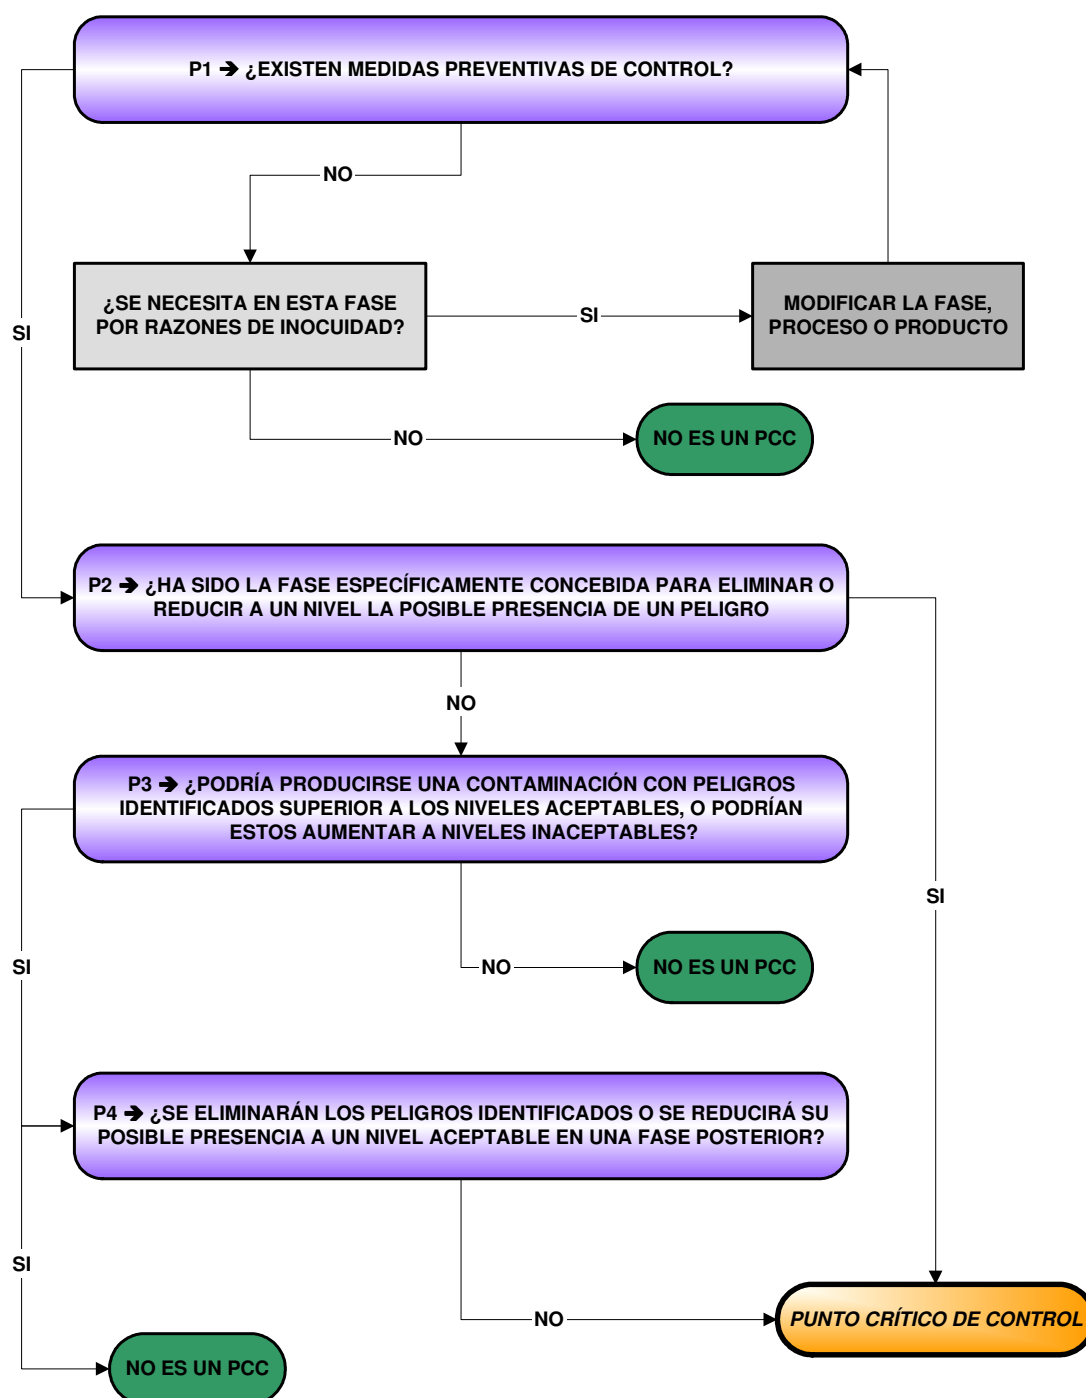 P1 ➔ ¿EXISTEN MEDIDAS PREVENTIVAS DE CONTROL?
NO
¿SE NECESITA EN ESTA FASE
POR RAZONES DE INOCUIDAD?
SI
MODIFICAR LA FASE,
PROCESO O PRODUCTO
SI
NO
NO ES UN PCC
P2 ➔ ¿HA SIDO LA FASE ESPECÍFICAMENTE CONCEBIDA PARA ELIMINAR O
REDUCIR A UN NIVEL LA POSIBLE PRESENCIA DE UN PELIGRO
NO
P3 ➔ ¿PODRÍA PRODUCIRSE UNA CONTAMINACIÓN CON PELIGROS
IDENTIFICADOS SUPERIOR A LOS NIVELES ACEPTABLES, O PODRÍAN
ESTOS AUMENTAR A NIVELES INACEPTABLES?
SI
SI
NO
NO ES UN PCC
P4 ➔ ¿SE ELIMINARÁN LOS PELIGROS IDENTIFICADOS O SE REDUCIRÁ SU
POSIBLE PRESENCIA A UN NIVEL ACEPTABLE EN UNA FASE POSTERIOR?
SI
NO
PUNTO CRÍTICO DE CONTROL
NO ES UN PCC